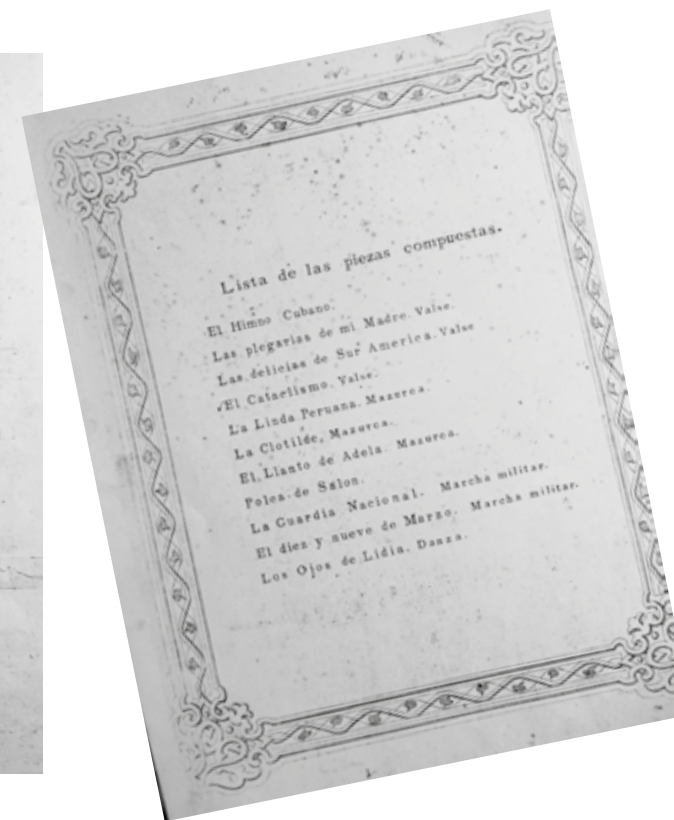 Lista de las piezas compuestas.
El Himno Cubano.
Las plegarias de mi Madre. Valse.
Las delicias de Sur America. Valse
El Cataclismo. Valse.
La Linda Peruana. Mazurca.
La Clotilde, Mazurca.
El Llanto de Adela. Mazurca.
Polca de Salon.
La Guardia Nacional. Marcha militar.
El diez y nueve de Marzo. Marcha militar.
Los Ojos de Lidia. Danza.